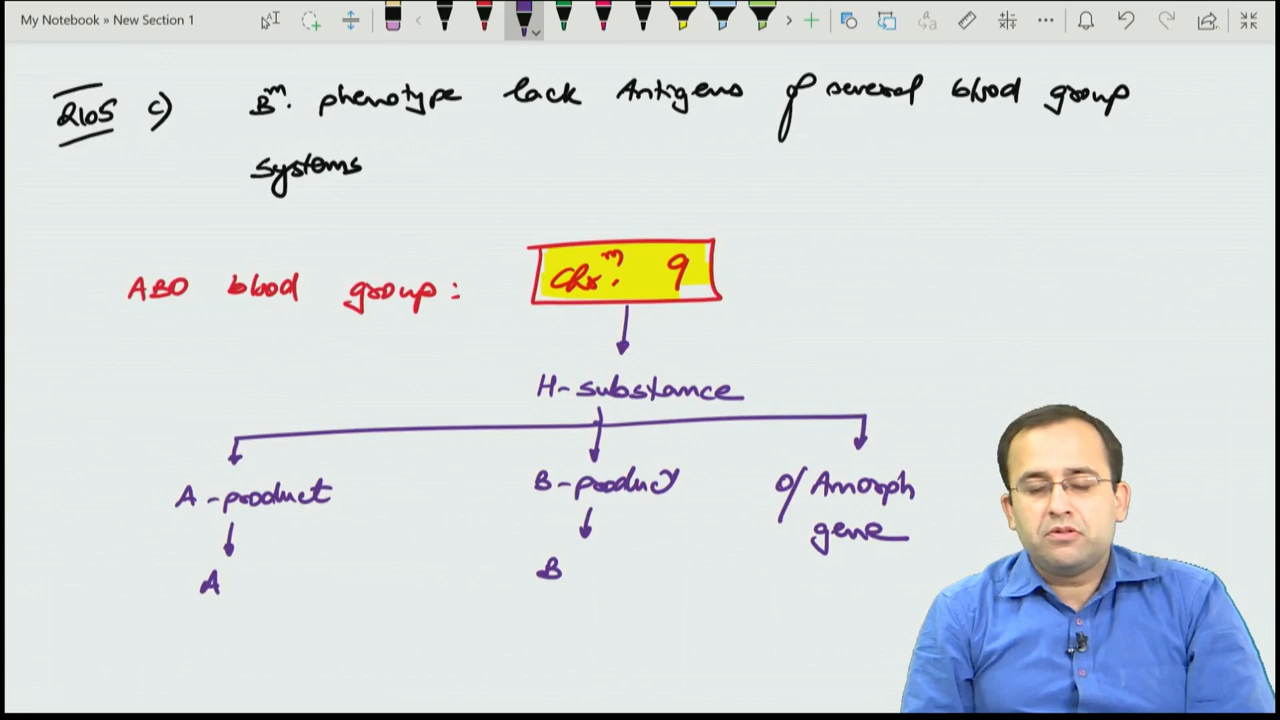 My Notebook » New Section 1
Q105 c) Bᵐ. phenotype lack Antigens of several blood group
systems
ABO blood group :
Chrᵐ. 9
H-substance
A-product
B-product
O/Amorph
gene
A
B